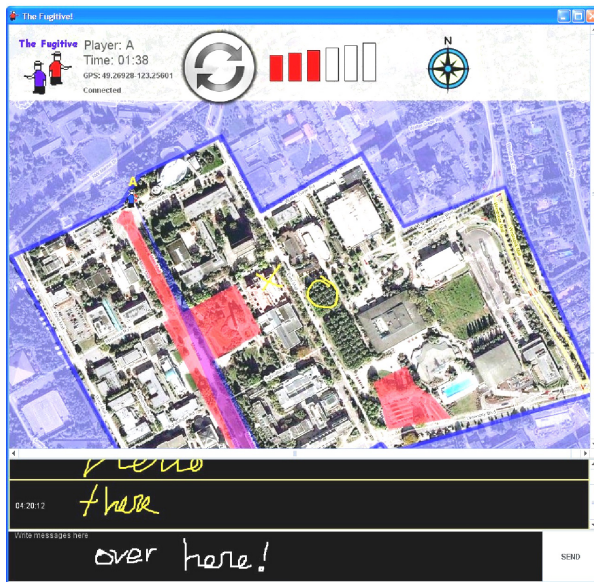 The Fugitive!
The Fugitive
Player: A
Time: 01:38
GPS: 49.26928-123.25601
Connected
N
A
hello
04:20:12
there
Write messages here
over here!
SEND